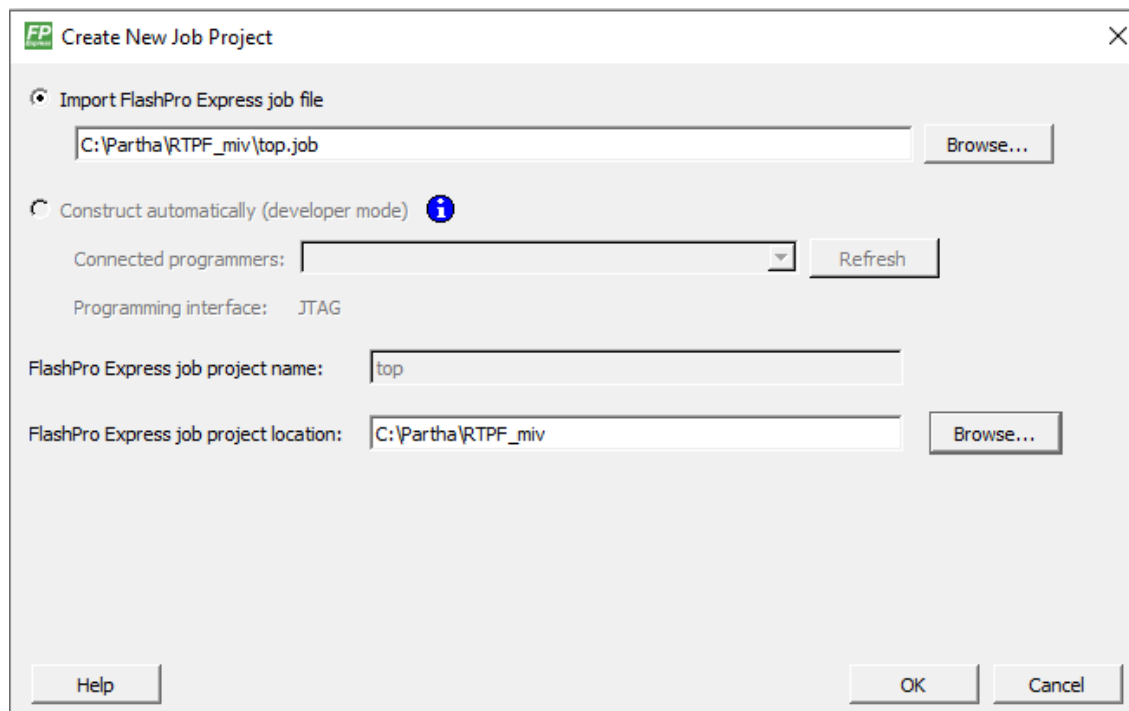 FP Express Create New Job Project
Import FlashPro Express job file
C:\Partha\RTPF_miv\top.job Browse...
Construct automatically (developer mode) i
Connected programmers: Refresh
Programming interface: JTAG
FlashPro Express job project name: top
FlashPro Express job project location: C:\Partha\RTPF_miv Browse...
Help OK Cancel